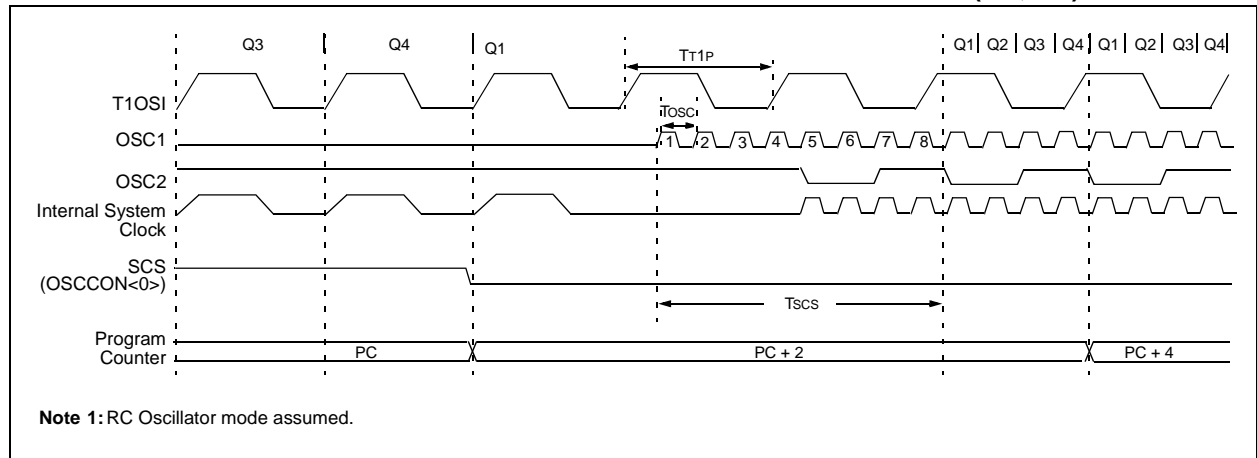 Q3 Q4 Q1 TT1P Q1 Q2 Q3 Q4 Q1 Q2 Q3 Q4
T1OSI
TOSC
OSC1 1 2 3 4 5 6 7 8
OSC2
Internal System
Clock
SCS
(OSCCON<0>)
TSCS
Program
Counter PC PC + 2 PC + 4
Note 1: RC Oscillator mode assumed.